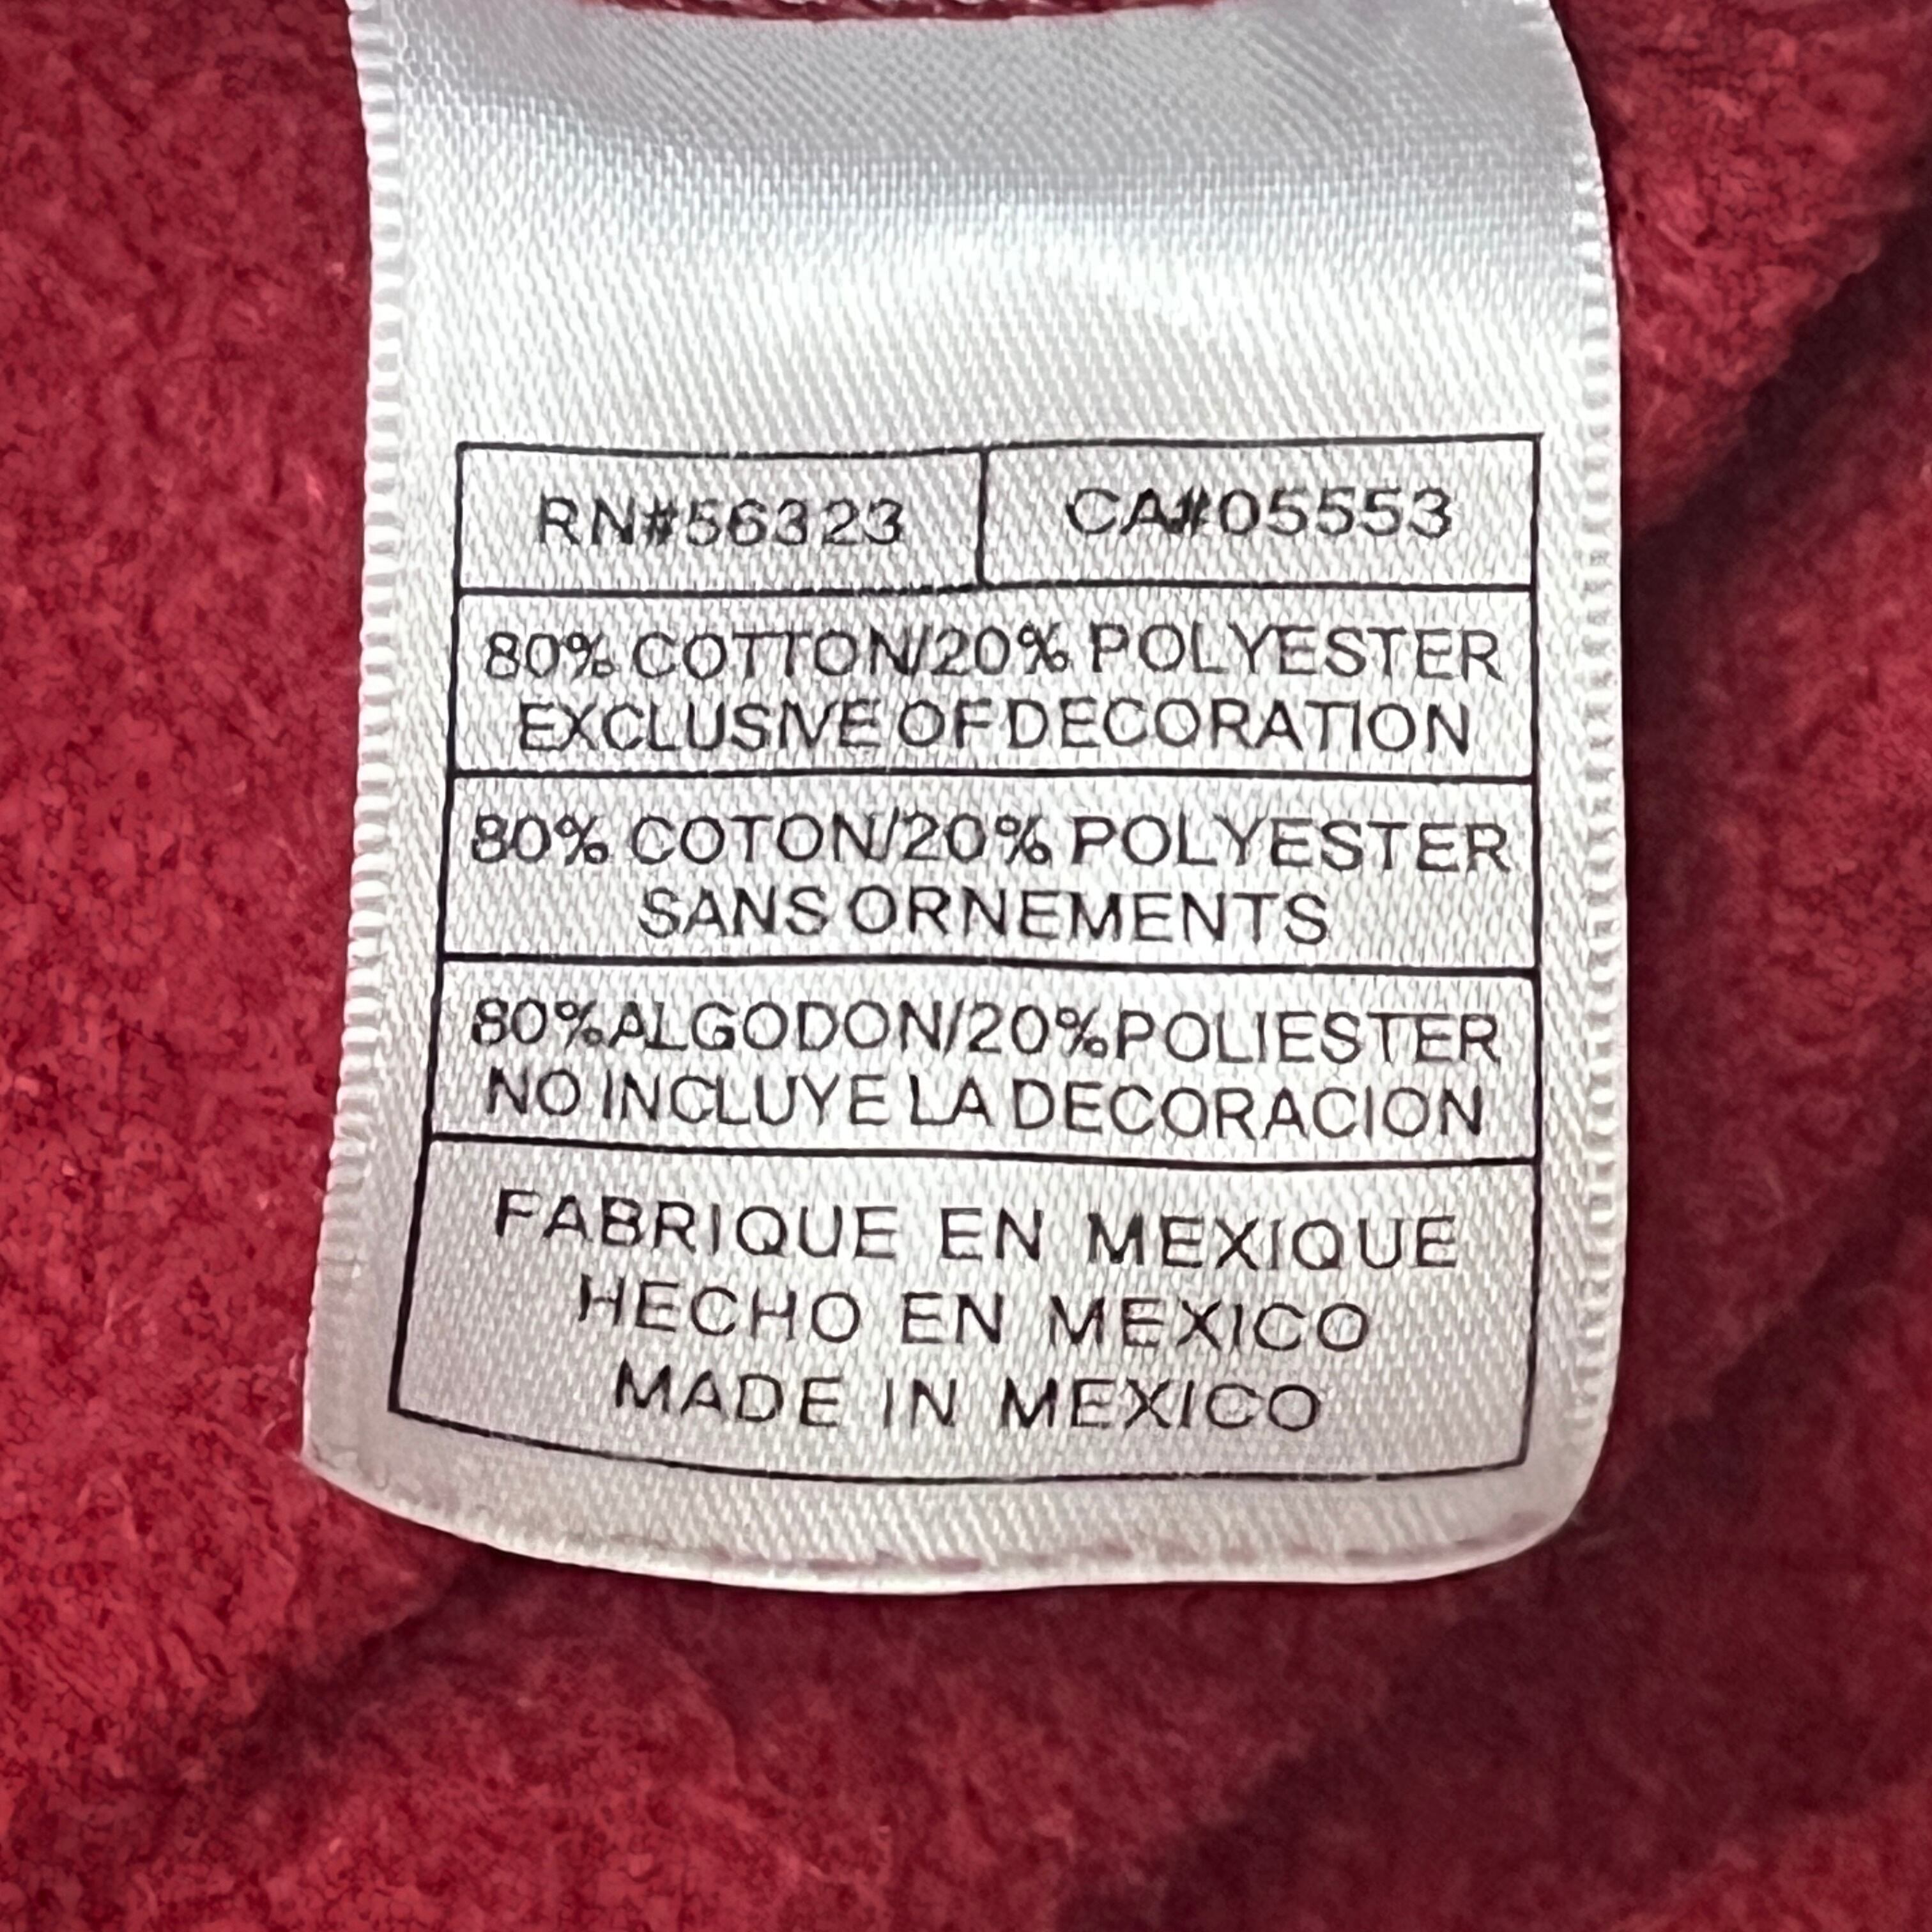 RN#56323 CA#05553
80% COTTON/20% POLYESTER
EXCLUSIVE OF DECORATION
80% COTON/20% POLYESTER
SANS ORNEMENTS
80% ALGODON/20% POLIESTER
NO INCLUYE LA DECORACION
FABRIQUE EN MEXIQUE
HECHO EN MEXICO
MADE IN MEXICO